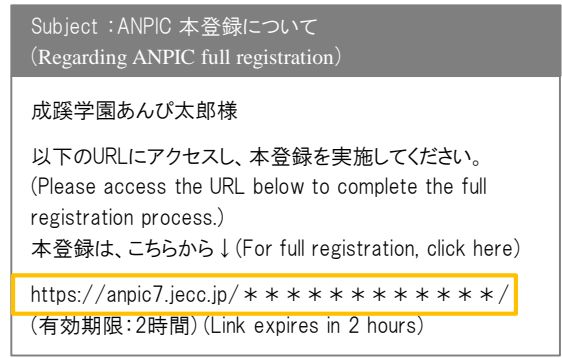 Subject：ANPIC 本登録について
（Regarding ANPIC full registration）
成蹊学園あんぴ太郎様
以下のURLにアクセスし、本登録を実施してください。
(Please access the URL below to complete the full
registration process.)
本登録は、こちらから↓(For full registration, click here)
https://anpic7.jecc.jp/＊＊＊＊＊＊＊＊＊＊＊＊/
(有効期限：2時間) (Link expires in 2 hours)